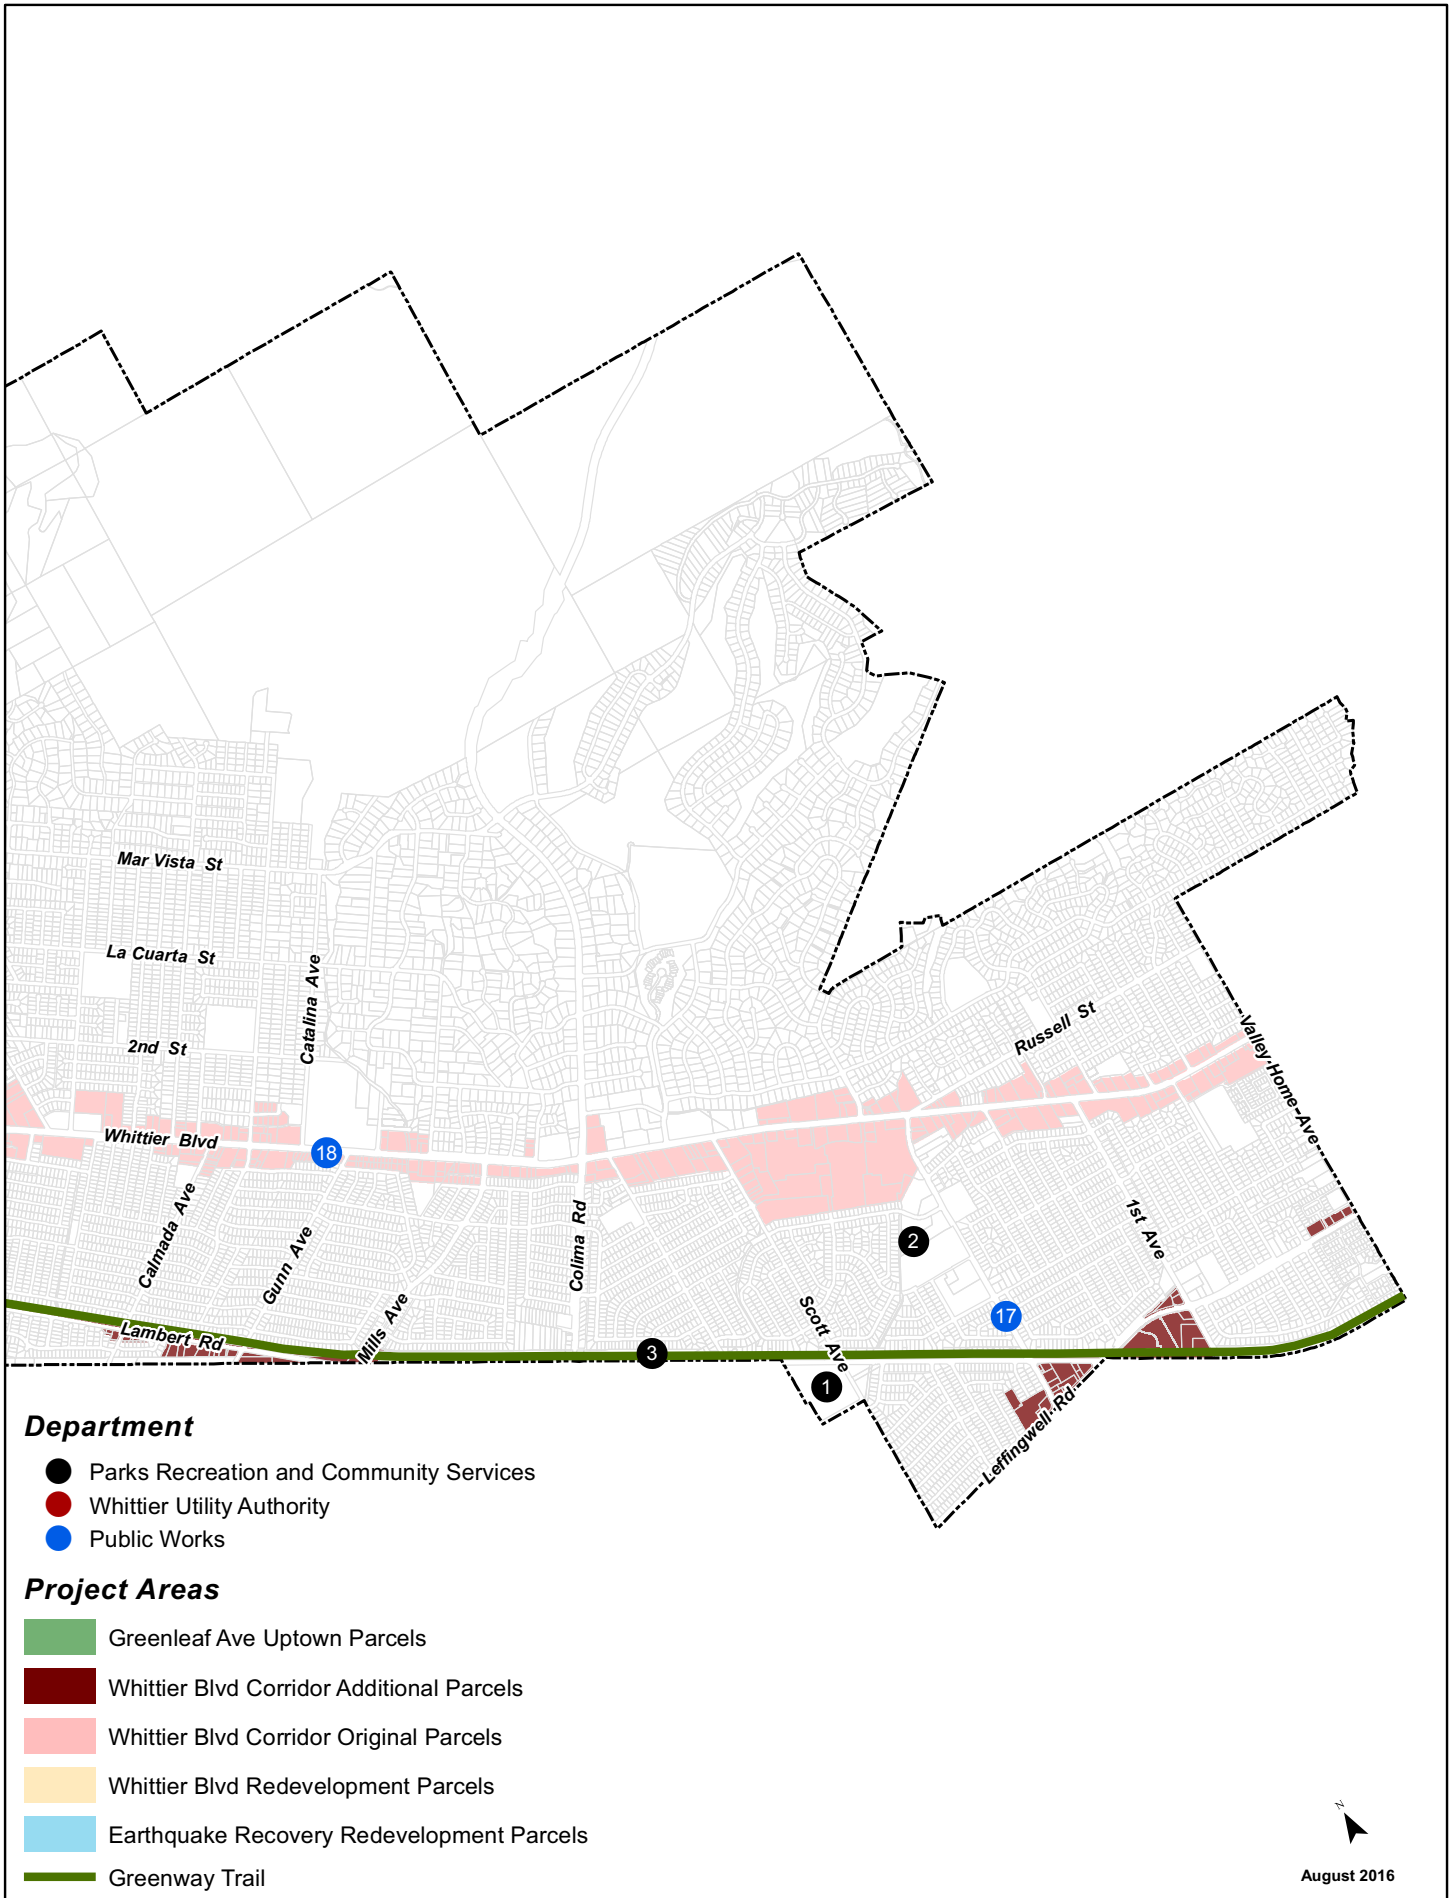 Mar Vista St
La Cuarta St
Catalina Ave
2nd St
Russell St
Valley Home Ave
Whittier Blvd
18
Calmada Ave
Gunn Ave
Colima Rd
1st Ave
2
17
Scott Ave
Lambert Rd
Mills Ave
3
1
Leffingwell Rd
Department
Parks Recreation and Community Services
Whittier Utility Authority
Public Works
Project Areas
Greenleaf Ave Uptown Parcels
Whittier Blvd Corridor Additional Parcels
Whittier Blvd Corridor Original Parcels
Whittier Blvd Redevelopment Parcels
Earthquake Recovery Redevelopment Parcels
Greenway Trail
N
August 2016